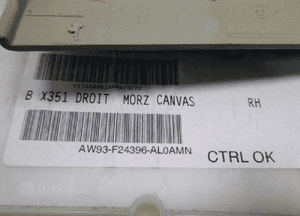 B X351 DROIT MORZ CANVAS RH
AW93-F24396-AL0AMN
CTRL OK